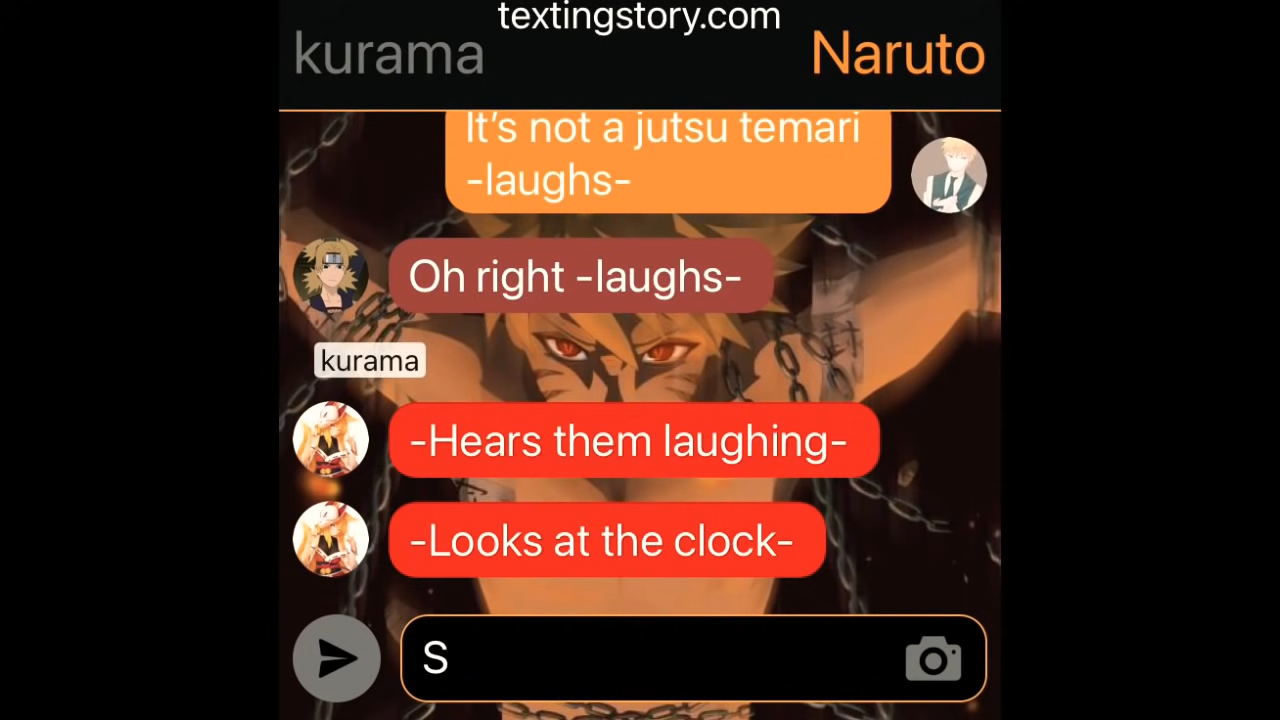 textingstory.com
kurama
Naruto
It's not a jutsu temari
-laughs-
Oh right -laughs-
kurama
-Hears them laughing-
-Looks at the clock-
S